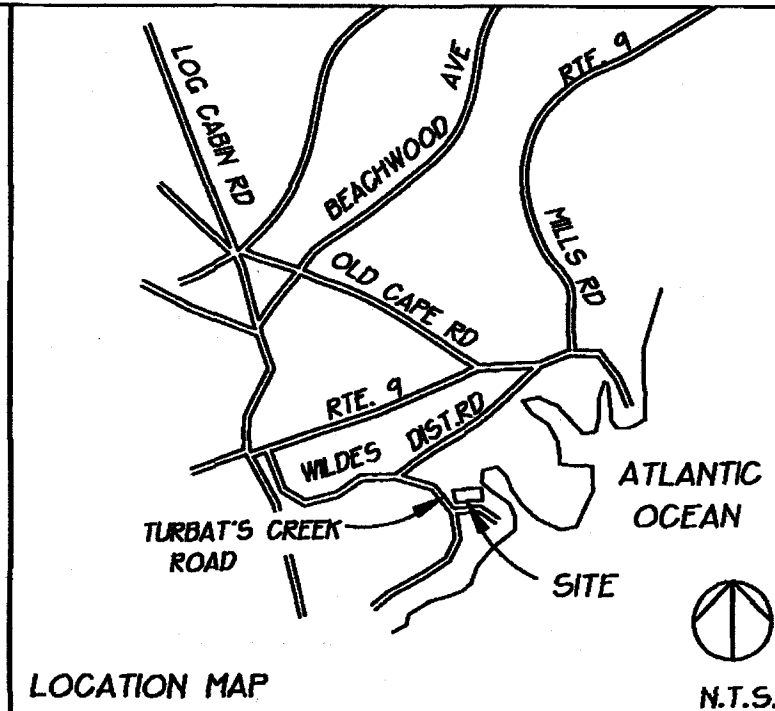 LOG CABIN RD
BEACHWOOD AVE
RTE. 9
MILLS RD
OLD CAPE RD
RTE. 9
WILDES DIST.RD
ATLANTIC
OCEAN
TURBAT'S CREEK
ROAD
SITE
LOCATION MAP
N.T.S.